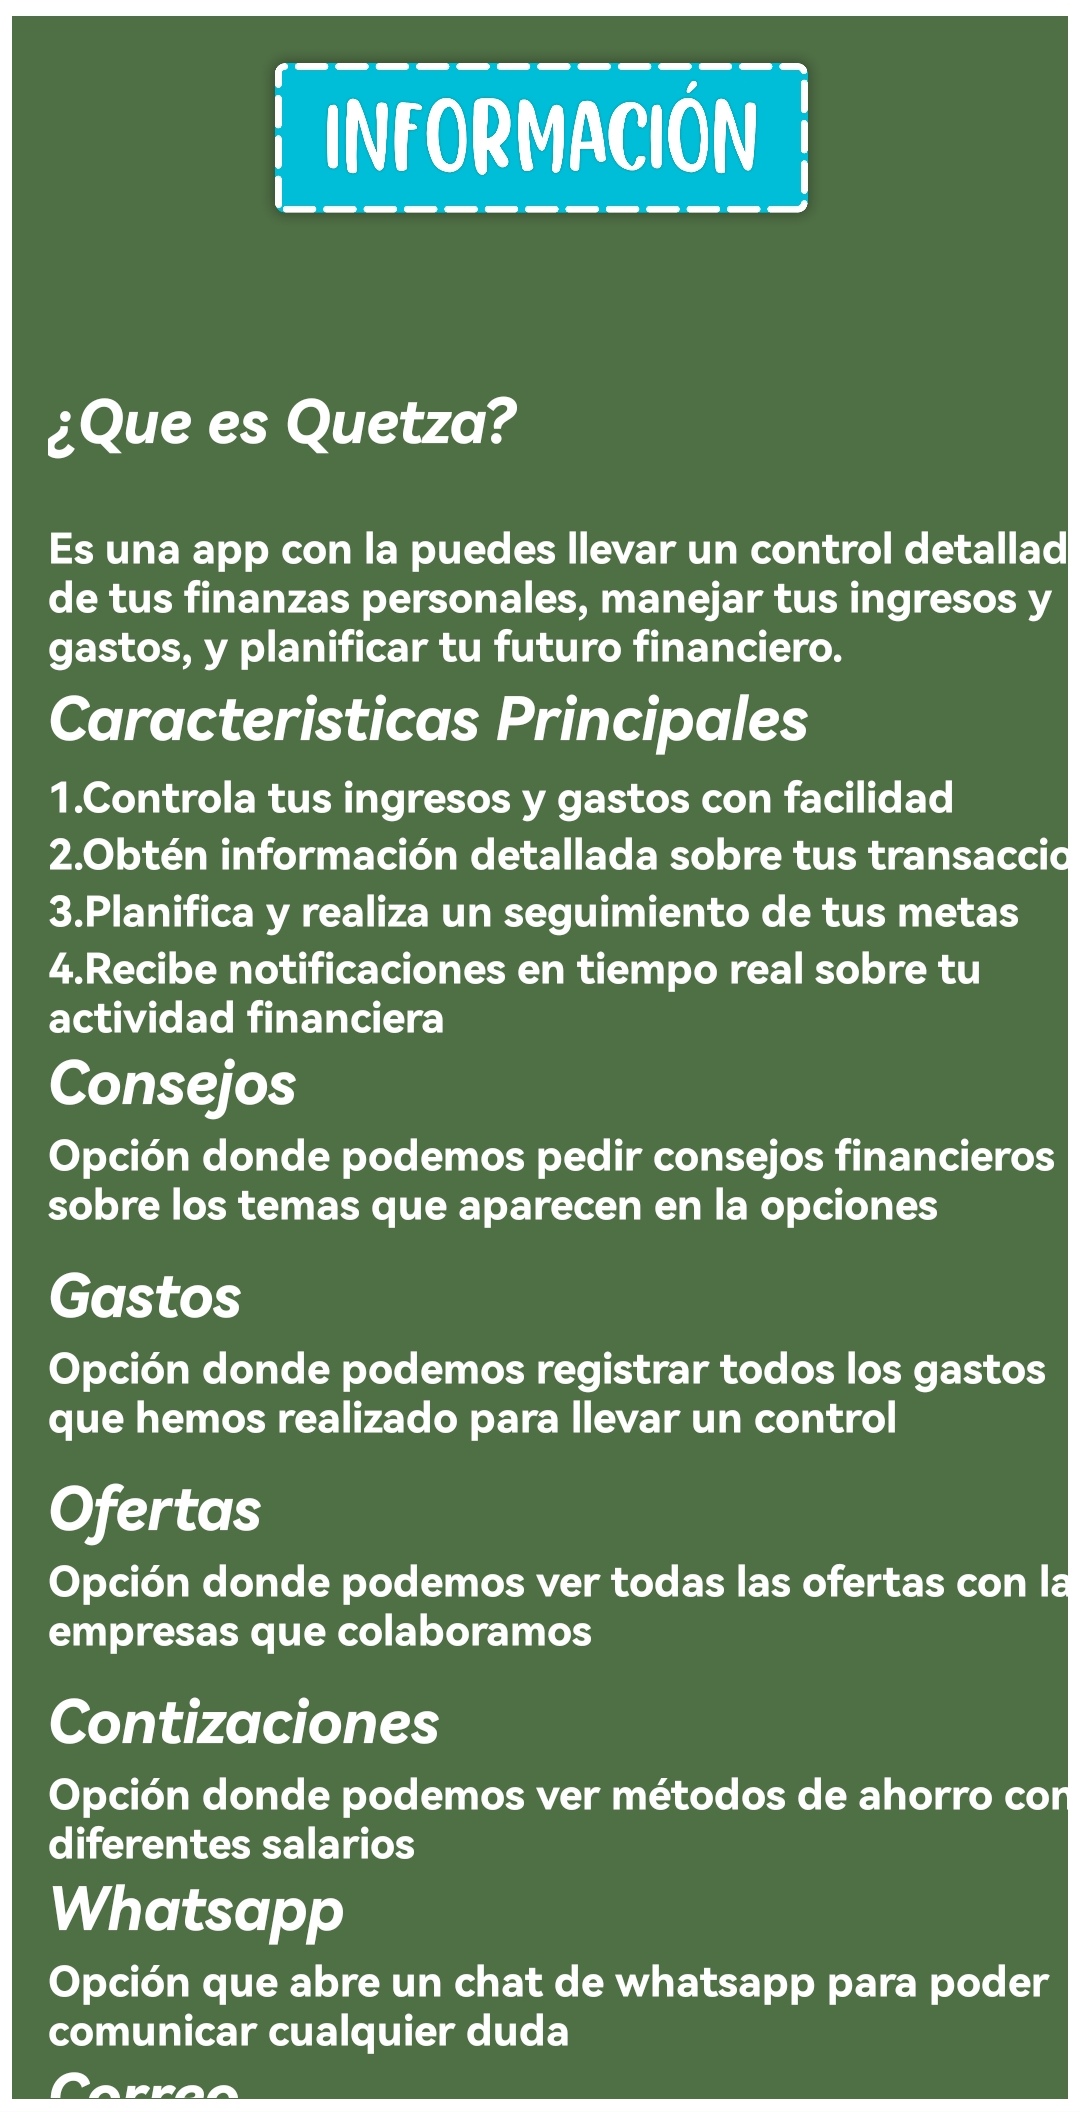 INFORMACIÓN
¿Que es Quetza?
Es una app con la puedes llevar un control detallad
de tus finanzas personales, manejar tus ingresos y
gastos, y planificar tu futuro financiero.
Caracteristicas Principales
1.Controla tus ingresos y gastos con facilidad
2.Obtén información detallada sobre tus transaccio
3.Planifica y realiza un seguimiento de tus metas
4.Recibe notificaciones en tiempo real sobre tu
actividad financiera
Consejos
Opción donde podemos pedir consejos financieros
sobre los temas que aparecen en la opciones
Gastos
Opción donde podemos registrar todos los gastos
que hemos realizado para llevar un control
Ofertas
Opción donde podemos ver todas las ofertas con la
empresas que colaboramos
Contizaciones
Opción donde podemos ver métodos de ahorro con
diferentes salarios
Whatsapp
Opción que abre un chat de whatsapp para poder
comunicar cualquier duda
Correo